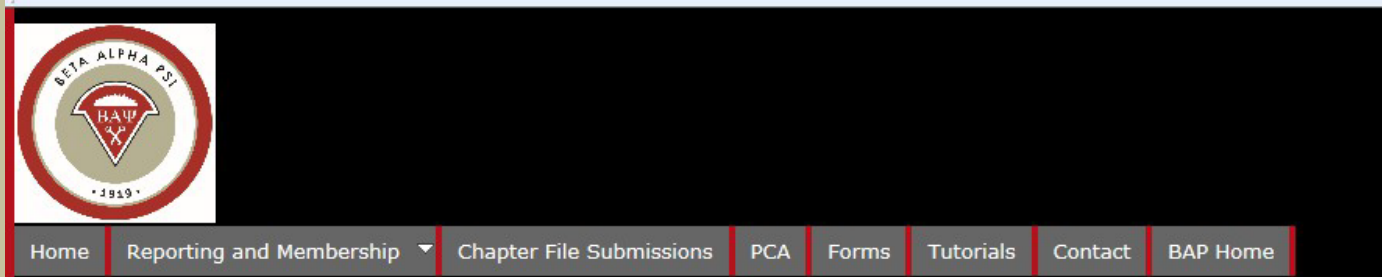 BETA ALPHA PSI
ΒΑΨ
·1919·
Home Reporting and Membership Chapter File Submissions PCA Forms Tutorials Contact BAP Home